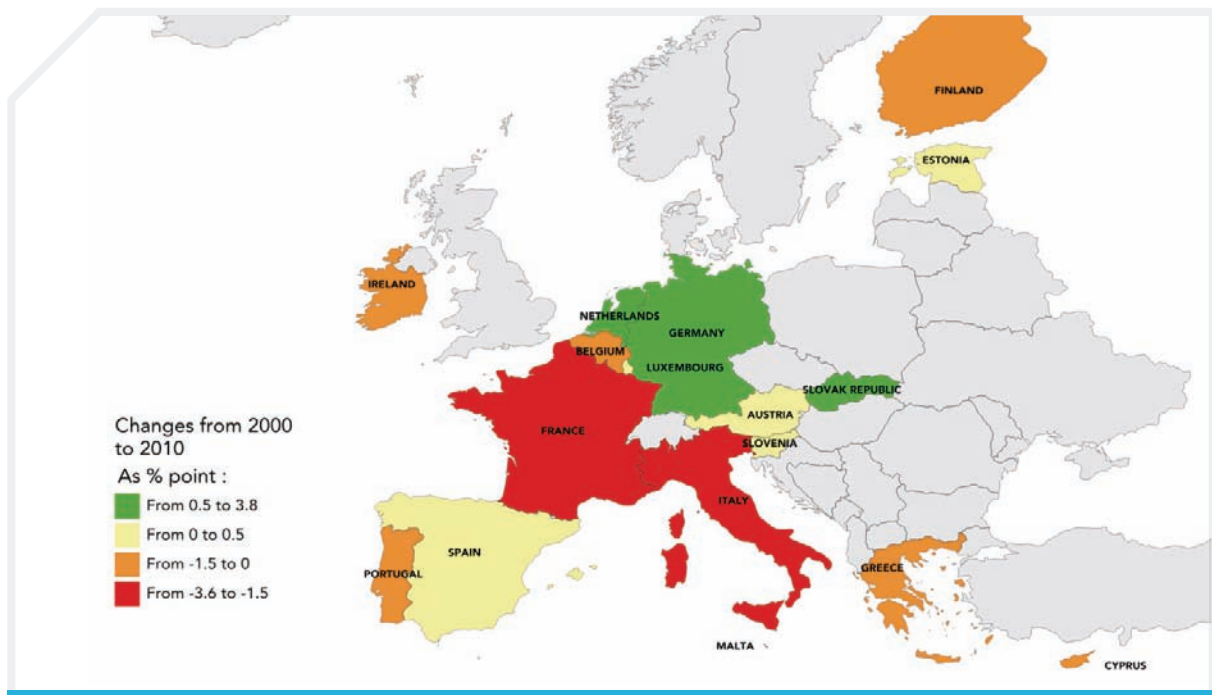 FINLAND
ESTONIA
IRELAND
NETHERLANDS
GERMANY
BELGIUM
LUXEMBOURG
SLOVAK REPUBLIC
AUSTRIA
FRANCE
SLOVENIA
ITALY
SPAIN
PORTUGAL
GREECE
MALTA
CYPRUS
Changes from 2000
to 2010
As % point :
From 0.5 to 3.8
From 0 to 0.5
From -1.5 to 0
From -3.6 to -1.5